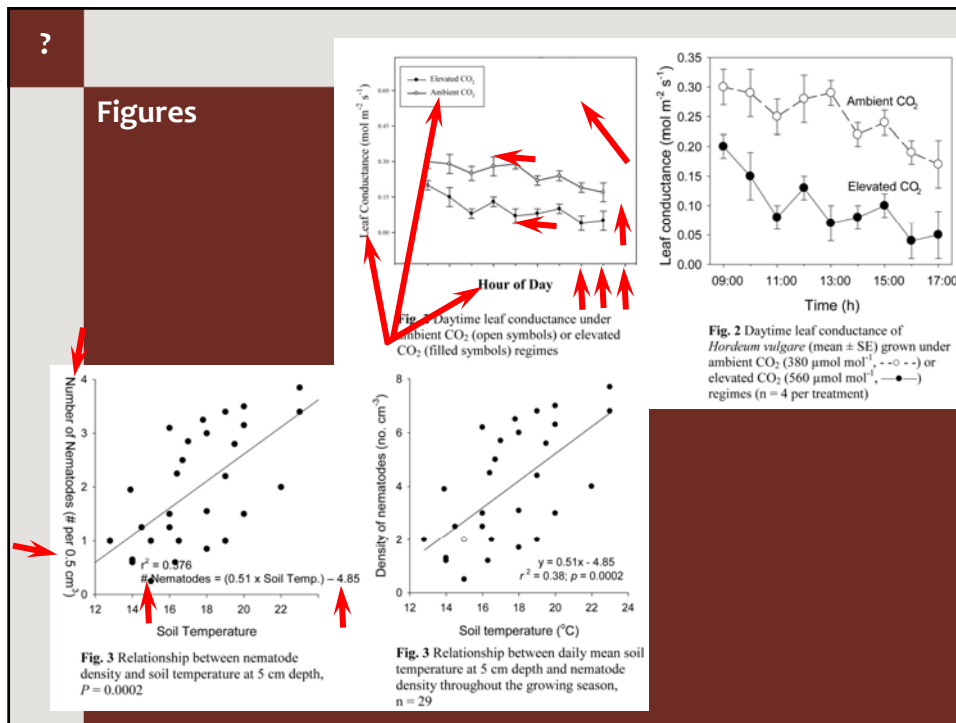 ?
Figures
Elevated CO₂
Ambient CO₂
Leaf Conductance (mol m⁻² s⁻¹)
0.60
0.30
0.15
0.00
Hour of Day
Daytime leaf conductance under
ambient CO₂ (open symbols) or elevated
CO₂ (filled symbols) regimes
Leaf conductance (mol m⁻² s⁻¹)
0.35
0.30
0.25
0.20
0.15
0.10
0.05
0.00
Ambient CO₂
Elevated CO₂
09:00 11:00 13:00 15:00 17:00
Time (h)
Fig. 2 Daytime leaf conductance of
Hordeum vulgare (mean ± SE) grown under
ambient CO₂ (380 µmol mol⁻¹, --○--) or
elevated CO₂ (560 µmol mol⁻¹, —●—)
regimes (n = 4 per treatment)
Number of Nematodes (# per 0.5 cm³)
4
3
2
1
0
r² = 0.376
# Nematodes = (0.51 x Soil Temp.) – 4.85
12 14 16 18 20 22
Soil Temperature
Fig. 3 Relationship between nematode
density and soil temperature at 5 cm depth,
P = 0.0002
Density of nematodes (no. cm⁻³)
8
6
4
2
0
y = 0.51x - 4.85
r² = 0.38; p = 0.0002
12 14 16 18 20 22 24
Soil temperature (°C)
Fig. 3 Relationship between daily mean soil
temperature at 5 cm depth and nematode
density throughout the growing season,
n = 29